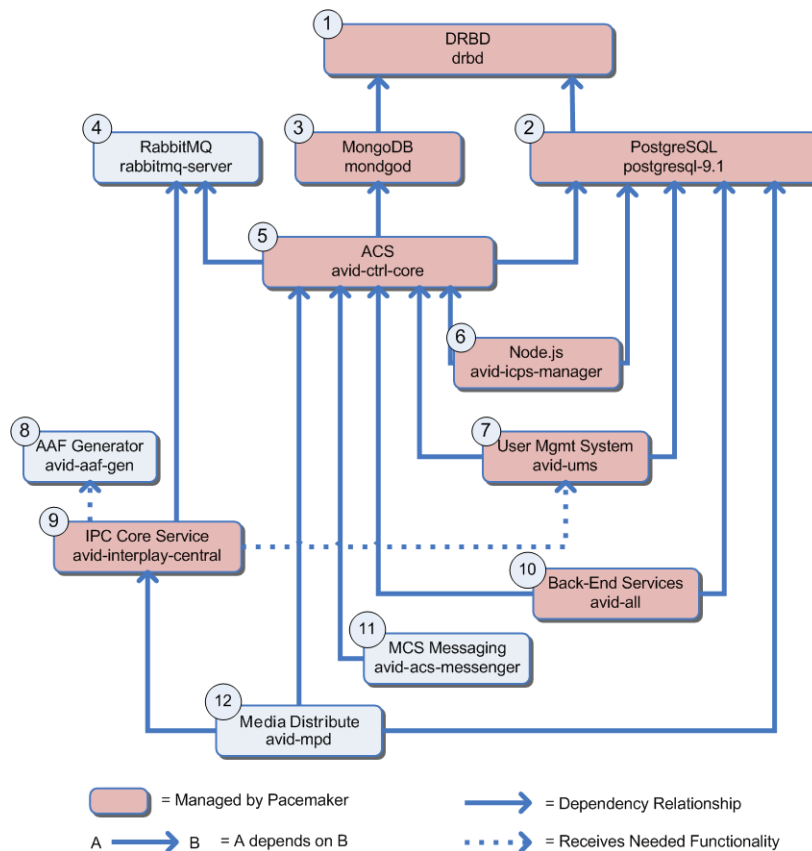 1
DRBD
drbd
4
RabbitMQ
rabbitmq-server
3
MongoDB
mondgod
2
PostgreSQL
postgresql-9.1
5
ACS
avid-ctrl-core
6
Node.js
avid-icps-manager
7
User Mgmt System
avid-ums
8
AAF Generator
avid-aaf-gen
9
IPC Core Service
avid-interplay-central
10
Back-End Services
avid-all
11
MCS Messaging
avid-acs-messenger
12
Media Distribute
avid-mpd
= Managed by Pacemaker
= Dependency Relationship
A B = A depends on B
= Receives Needed Functionality